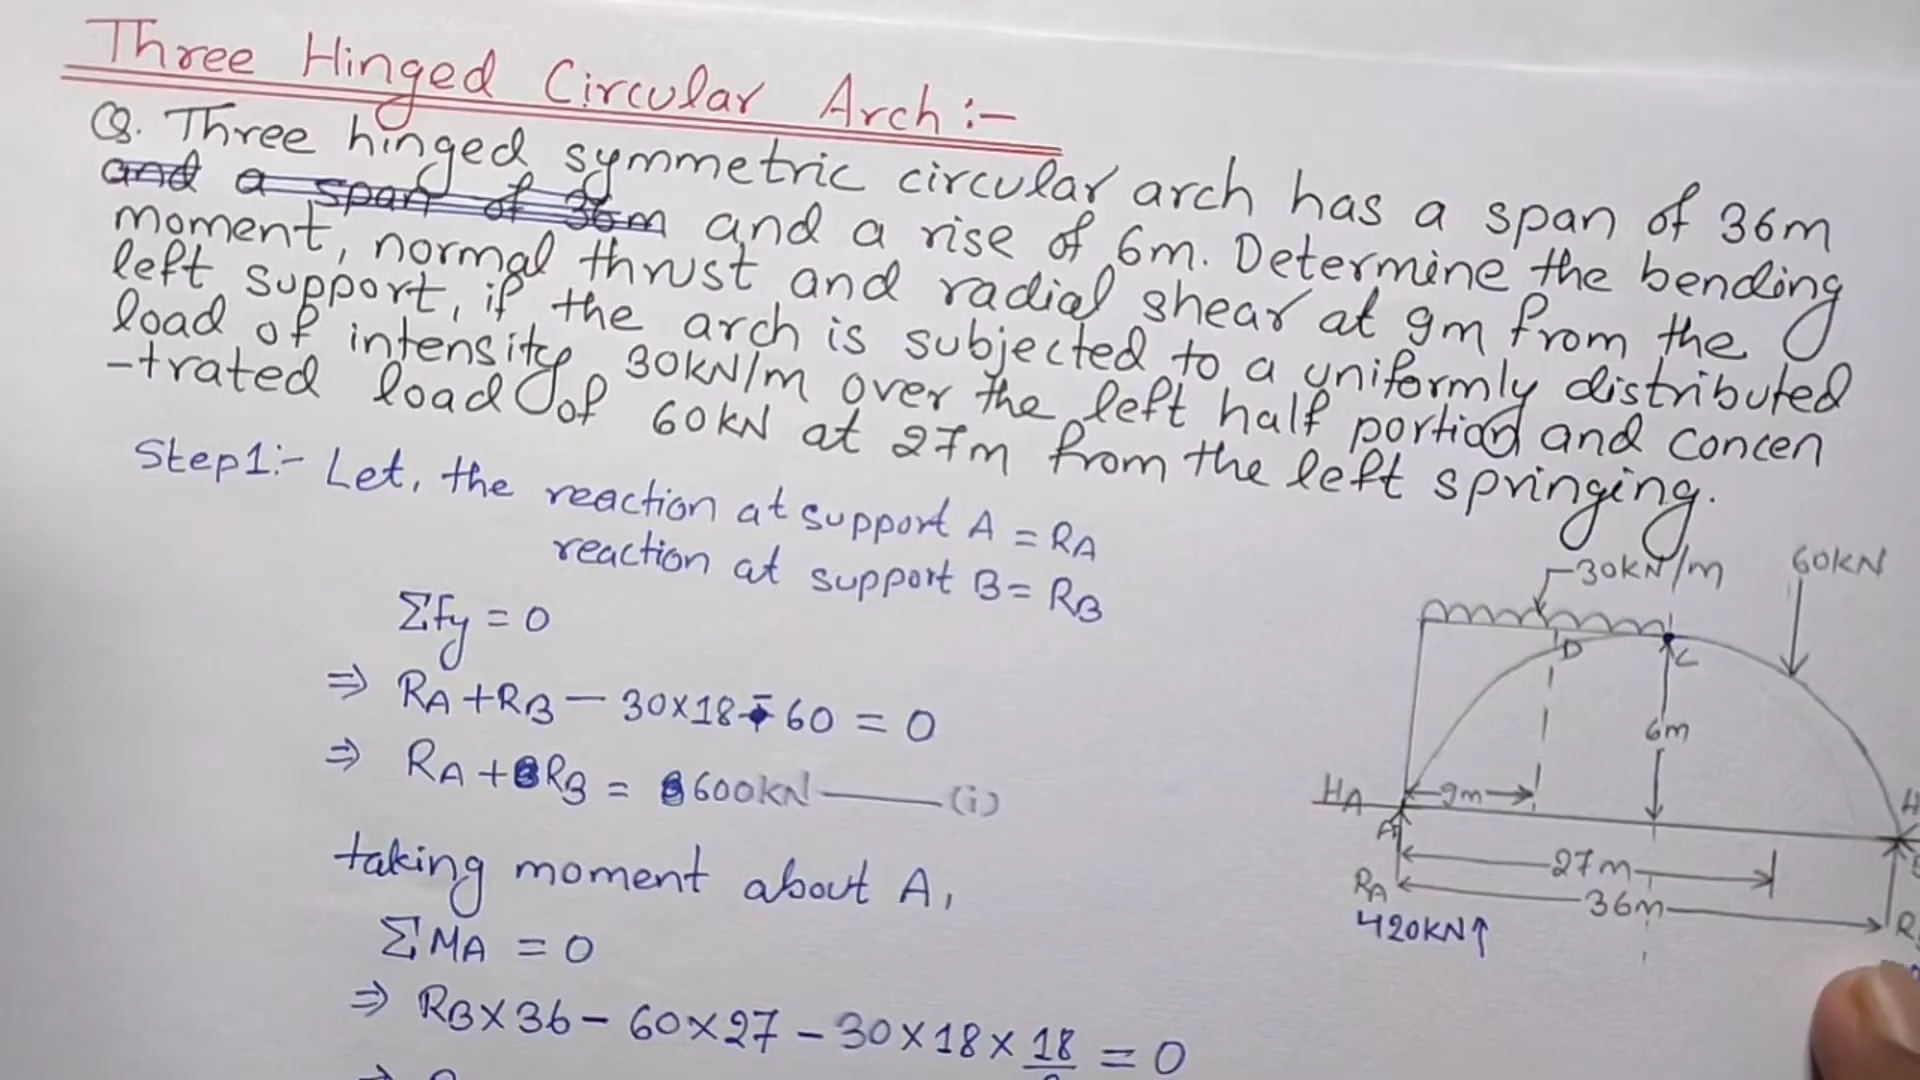 Three Hinged Circular Arch :-
Q. Three hinged symmetric circular arch has a span of 36m
and a span of 36m and a rise of 6m. Determine the bending
moment, normal thrust and radial shear at 9m from the
left support, if the arch is subjected to a uniformly distributed
load of intensity 30kN/m over the left half portion and concen
-trated load of 60kN at 27m from the left springing.
Step1:- Let, the reaction at support A = RA
reaction at support B = RB
ΣFy = 0
⇒ RA + RB - 30×18 - 60 = 0
⇒ RA + RB = 600kN ——— (i)
taking moment about A,
ΣMA = 0
⇒ RB×36 - 60×27 - 30×18×18/ = 0
30kN/m
60kN
D
C
6m
HA
9m
A
H
27m
RA
36m
R
420kN↑